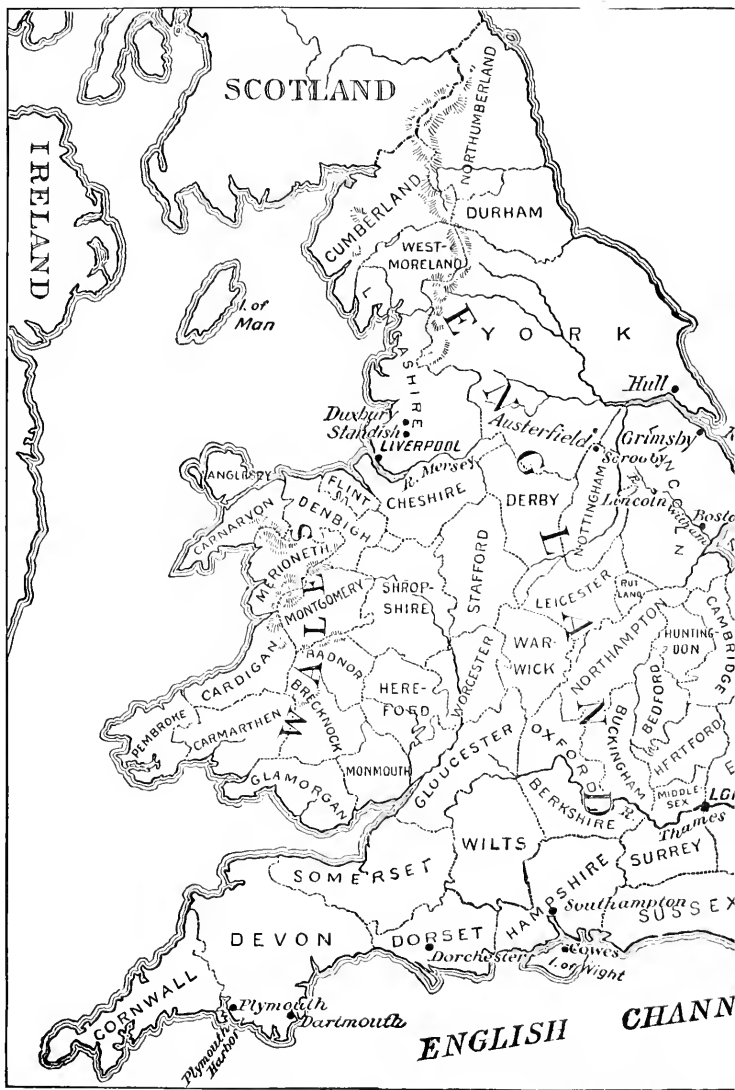 SCOTLAND
IRELAND
NORTHUMBERLAND
CUMBERLAND
DURHAM
WEST-
MORELAND
I. of
Man
LANCASHIRE
ENGLAND
YORK
Hull
Duxbury
Standish
LIVERPOOL
Austerfield
Scrooby
Grimsby
R. Mersey
ANGLESEY
FLINT
CHESHIRE
DERBY
NOTTINGHAM
Lincoln
LINCOLN
R. Witham
CARNARVON
DENBIGH
WALES
MERIONETH
MONTGOMERY
SHROP-
SHIRE
STAFFORD
LEICESTER
RUT
LAND
NORTHAMPTON
HUNTING-
DON
CAMBRIDGE
CARDIGAN
RADNOR
HERE-
FORD
WORCESTER
WAR-
WICK
BEDFORD
PEMBROKE
CARMARTHEN
BRECKNOCK
GLAMORGAN
MONMOUTH
GLOUCESTER
OXFORD
BUCKINGHAM
HERTFORD
MIDDLE
SEX
BERKSHIRE
R.
Thames
WILTS
SURREY
SOMERSET
HAMPSHIRE
Southampton
SUSSEX
DEVON
DORSET
Dorchester
Cowes
I. of Wight
CORNWALL
Plymouth
Dartmouth
Plymouth
Harbor
ENGLISH CHANN